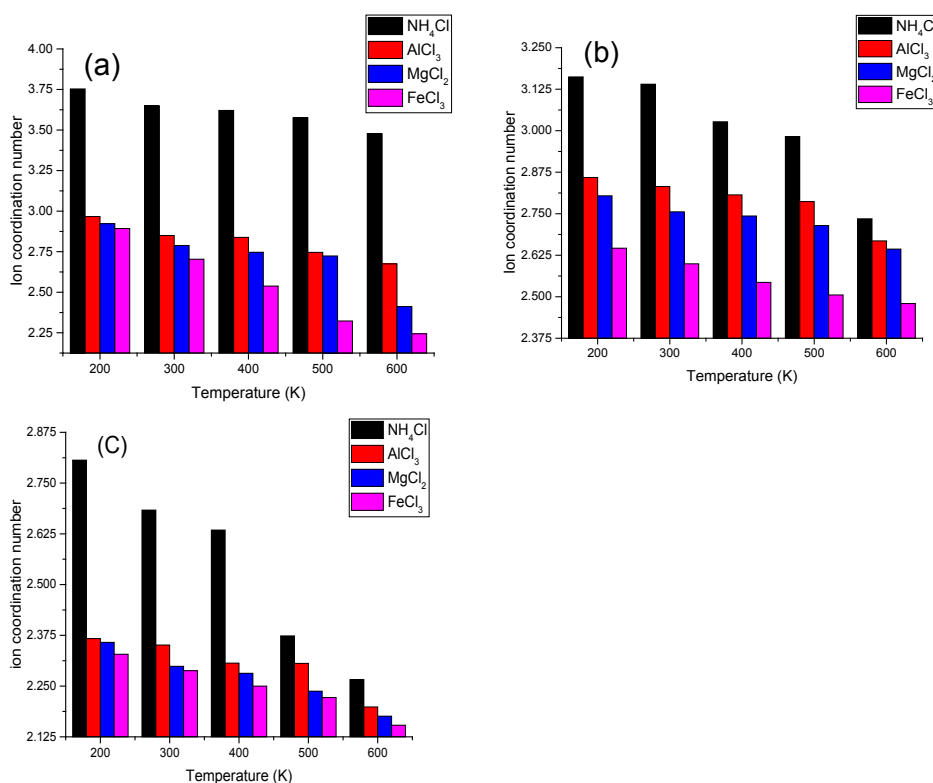 (a)
NH₄Cl
AlCl₃
MgCl₂
FeCl₃
Ion coordination number
4.00
3.75
3.50
3.25
3.00
2.75
2.50
2.25
200 300 400 500 600
Temperature (K)
(b)
NH₄C
AlCl₃
MgCl₂
FeCl₃
Ion coordination number
3.250
3.125
3.000
2.875
2.750
2.625
2.500
2.375
200 300 400 500 600
Temperature (K)
(C)
NH₄Cl
AlCl₃
MgCl₂
FeCl₃
ion coordination number
2.875
2.750
2.625
2.500
2.375
2.250
2.125
200 300 400 500 600
Temperature (K)